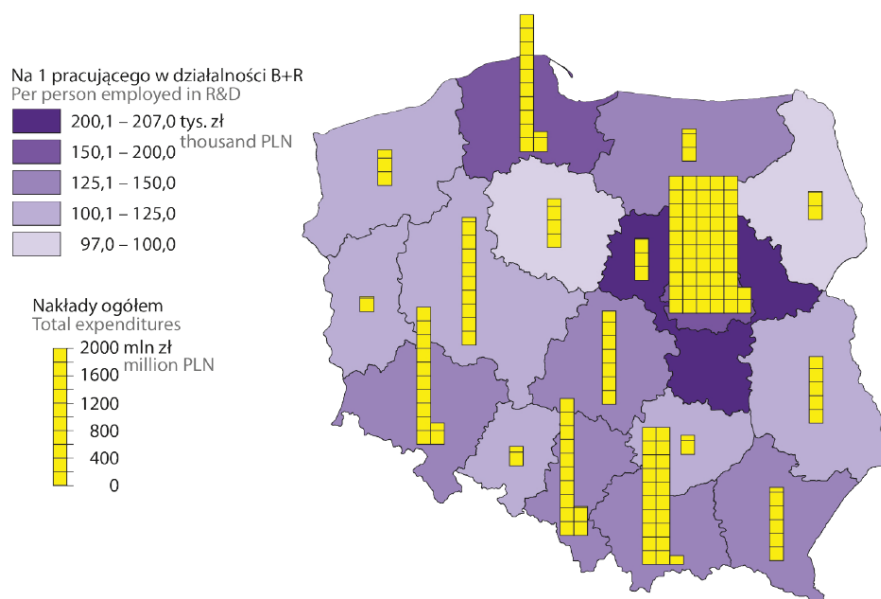 Na 1 pracującego w działalności B+R
Per person employed in R&D
200,1 – 207,0 tys. zł
thousand PLN
150,1 – 200,0
125,1 – 150,0
100,1 – 125,0
97,0 – 100,0
Nakłady ogółem
Total expenditures
2000 mln zł
million PLN
1600
1200
800
400
0